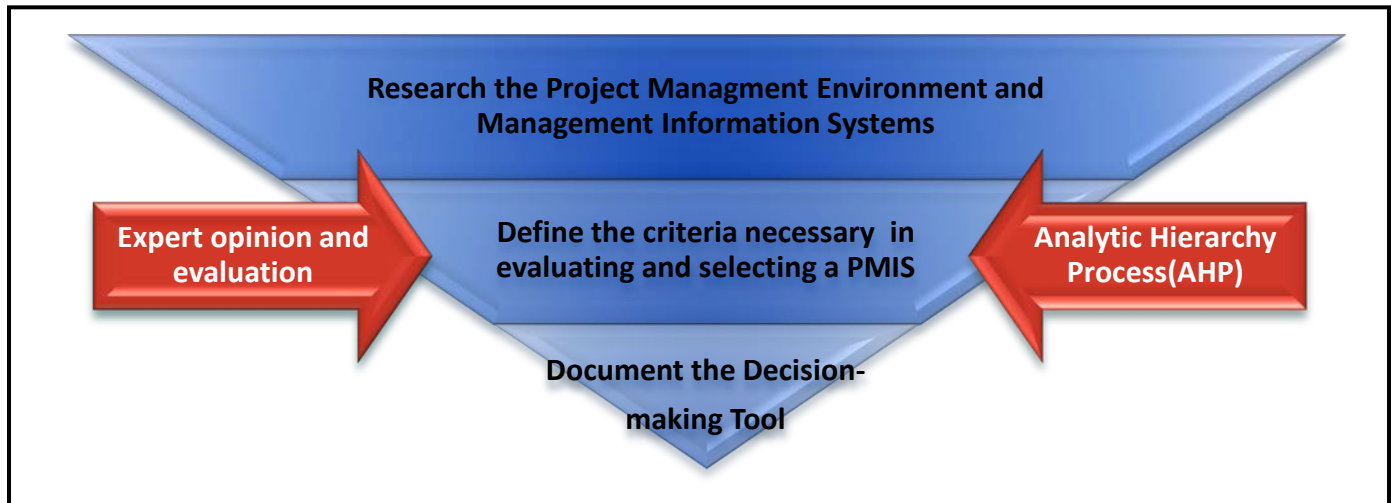 Research the Project Managment Environment and
Management Information Systems
Expert opinion and
evaluation
Define the criteria necessary in
evaluating and selecting a PMIS
Analytic Hierarchy
Process(AHP)
Document the Decision-
making Tool